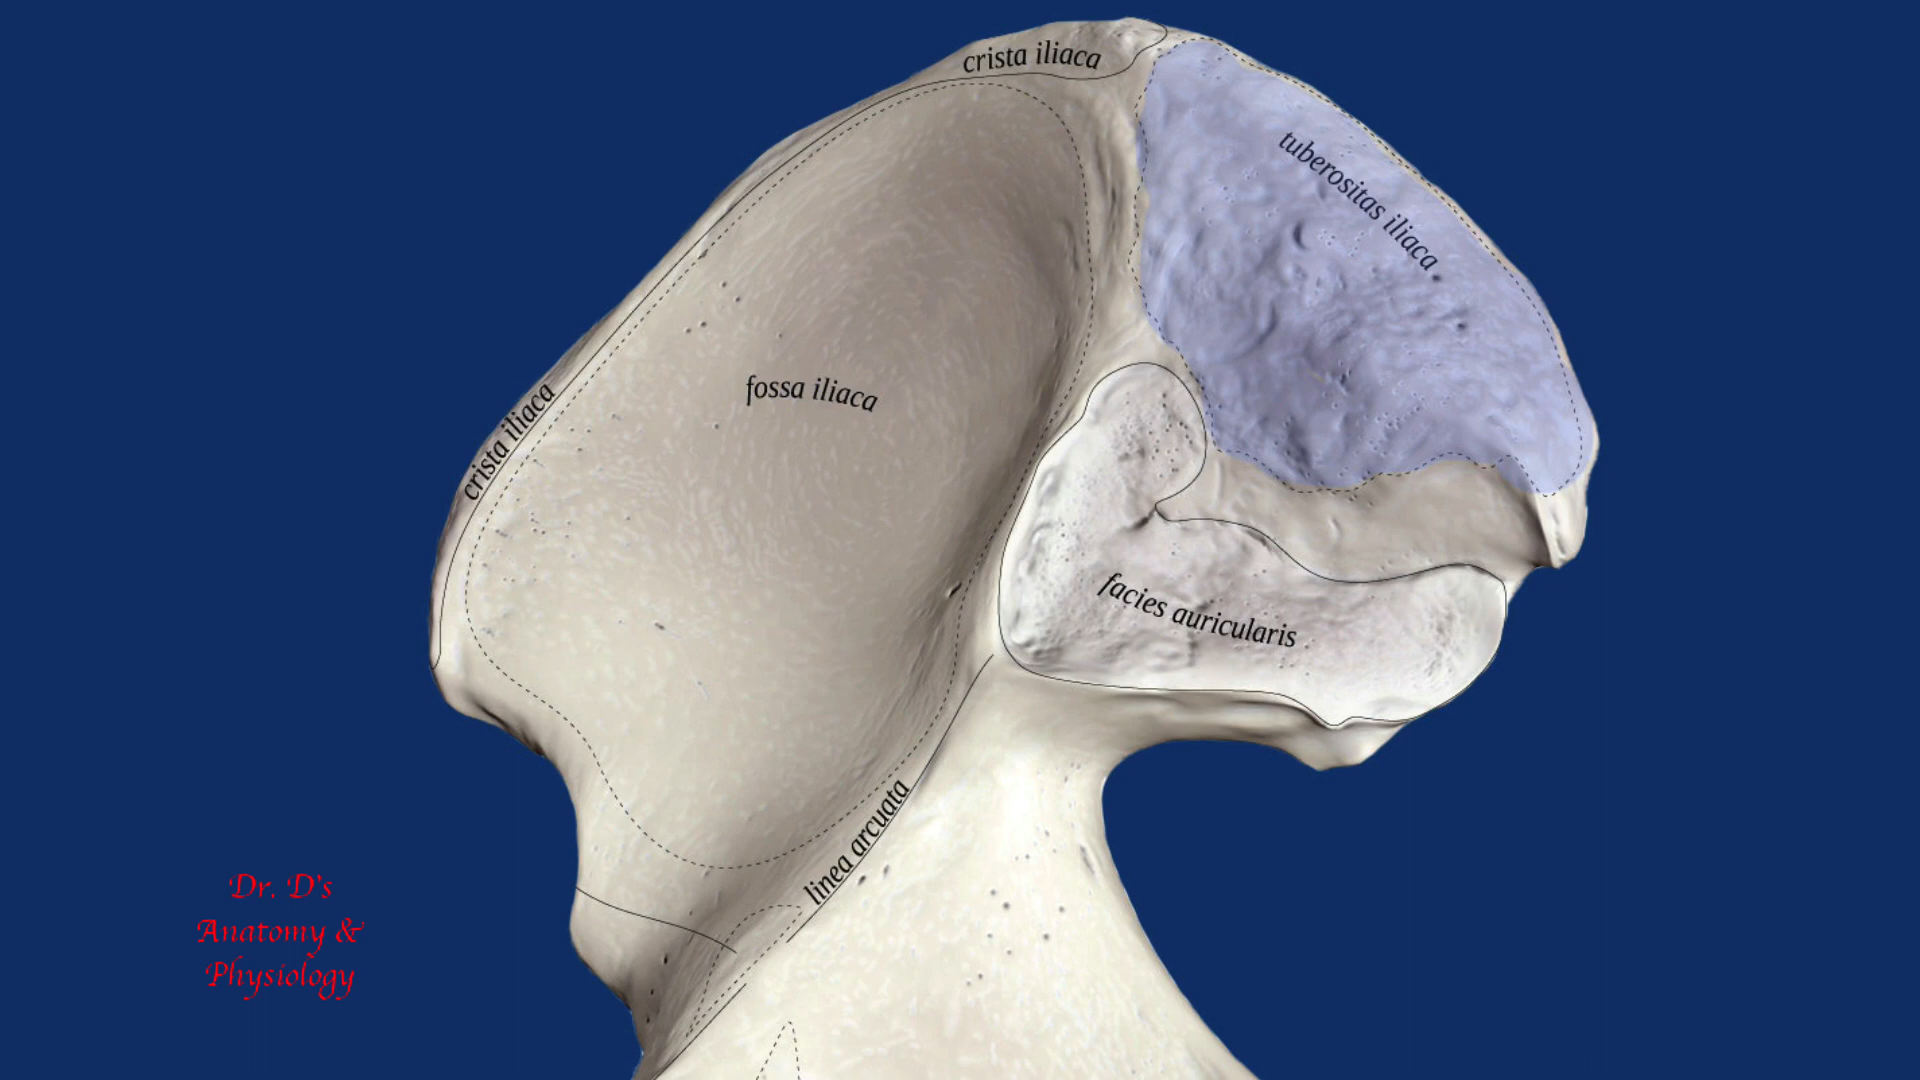 crista iliaca
tuberositas iliaca
fossa iliaca
crista iliaca
facies auricularis
linea arcuata
Dr. D's
Anatomy &
Physiology